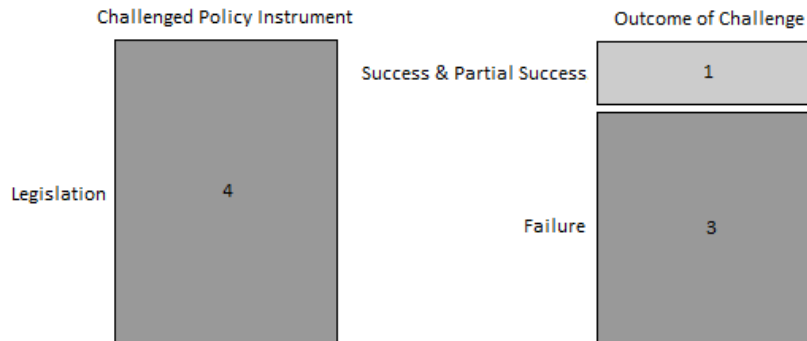 Challenged Policy Instrument
Outcome of Challenge
Success & Partial Success
1
Legislation
4
Failure
3